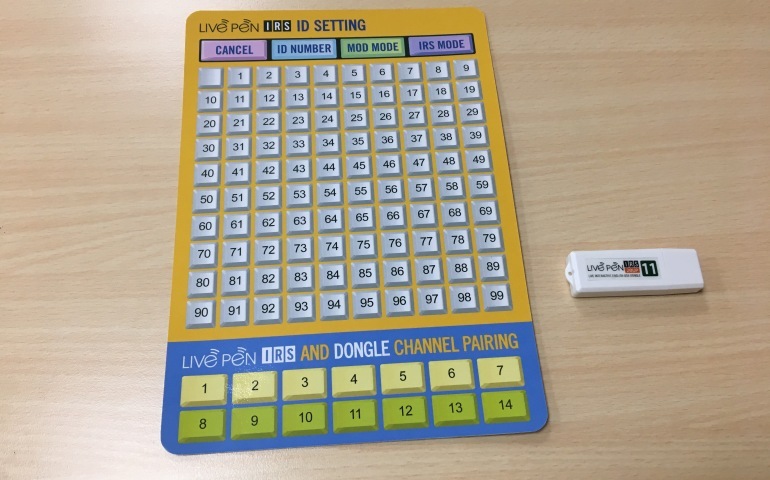 LIVE PEN IRS ID SETTING
CANCEL ID NUMBER MOD MODE IRS MODE
1 2 3 4 5 6 7 8 9
10 11 12 13 14 15 16 17 18 19
20 21 22 23 24 25 26 27 28 29
30 31 32 33 34 35 36 37 38 39
40 41 42 43 44 45 46 47 48 49
50 51 52 53 54 55 56 57 58 59
60 61 62 63 64 65 66 67 68 69
70 71 72 73 74 75 76 77 78 79
80 81 82 83 84 85 86 87 88 89
90 91 92 93 94 95 96 97 98 99
LIVE PEN IRS AND DONGLE CHANNEL PAIRING
1 2 3 4 5 6 7
8 9 10 11 12 13 14
LIVE PEN IRS 11